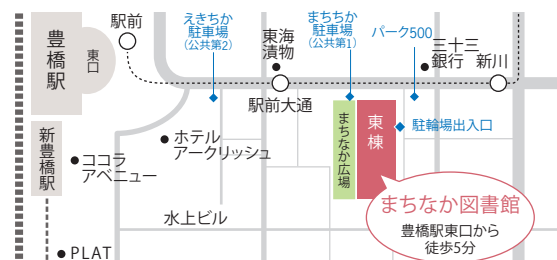 駅前
豊橋駅
東口
えきちか
駐車場
(公共第2)
東海
漬物
まちちか
駐車場
(公共第1)
パーク500
三十三
銀行
新川
駅前大通
新豊橋駅
ココラ
アベニュー
ホテル
アークリッシュ
まちなか広場
東棟
駐輪場出入口
水上ビル
まちなか図書館
豊橋駅東口から
徒歩5分
PLAT